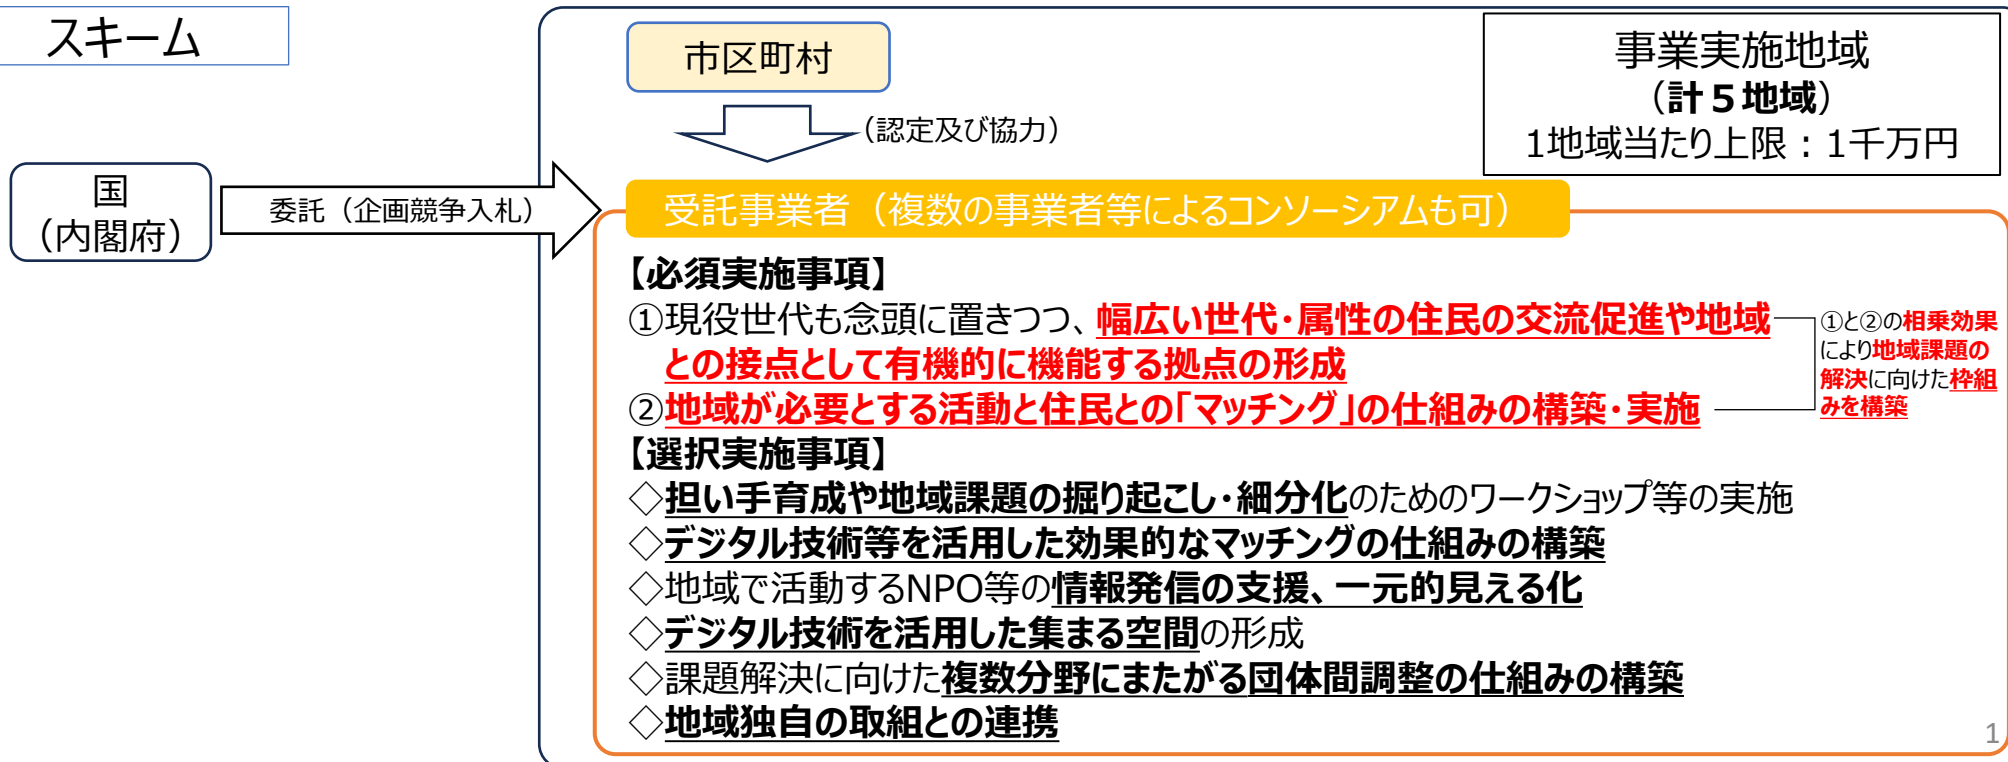 スキーム
市区町村
(認定及び協力)
事業実施地域
(計5地域)
1地域当たり上限：1千万円
国
(内閣府)
委託（企画競争入札）
受託事業者（複数の事業者等によるコンソーシアムも可）
【必須実施事項】
①現役世代も念頭に置きつつ、幅広い世代・属性の住民の交流促進や地域
との接点として有機的に機能する拠点の形成
②地域が必要とする活動と住民との「マッチング」の仕組みの構築・実施
①と②の相乗効果
により地域課題の
解決に向けた枠組
みを構築
【選択実施事項】
◇担い手育成や地域課題の掘り起こし・細分化のためのワークショップ等の実施
◇デジタル技術等を活用した効果的なマッチングの仕組みの構築
◇地域で活動するNPO等の情報発信の支援、一元的見える化
◇デジタル技術を活用した集まる空間の形成
◇課題解決に向けた複数分野にまたがる団体間調整の仕組みの構築
◇地域独自の取組との連携
1